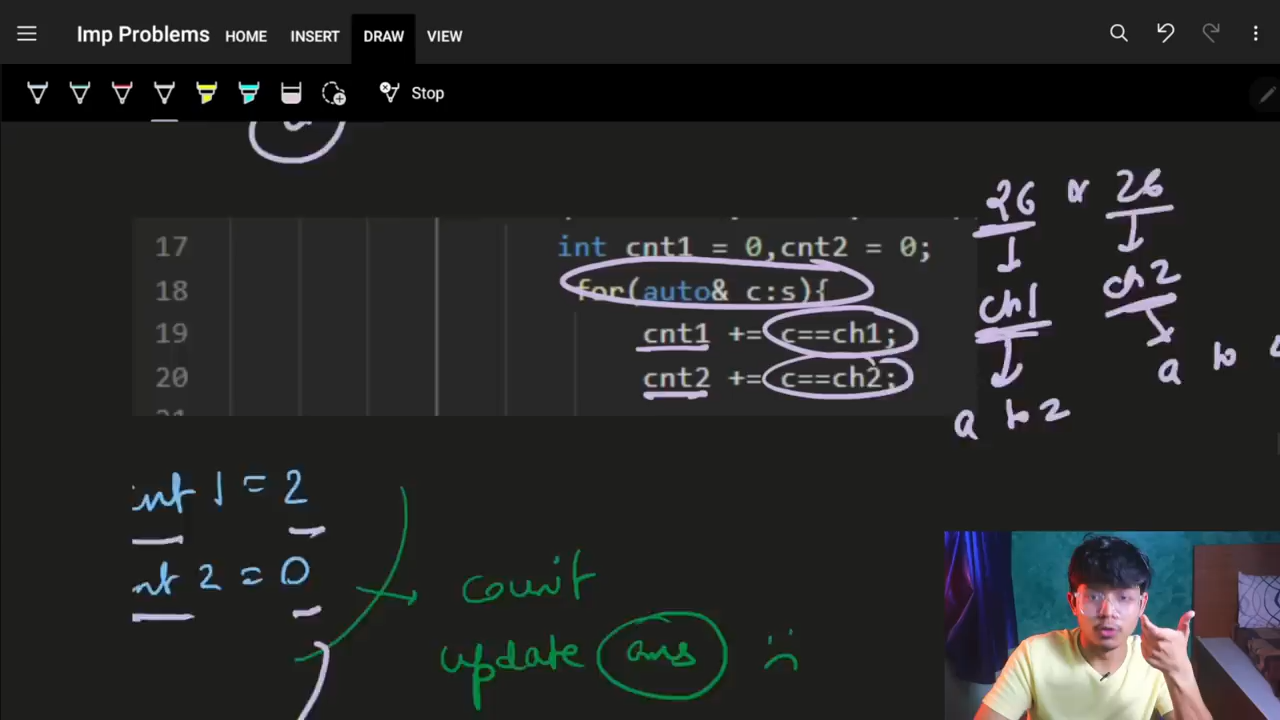 Imp Problems HOME INSERT DRAW VIEW
Stop
26 * 26
17 int cnt1 = 0,cnt2 = 0;
18 for(auto& c:s){
ch1 ch2
19 cnt1 += c==ch1;
20 cnt2 += c==ch2;
a to
a to z
int 1 = 2
nt 2 = 0
count
update ans :(